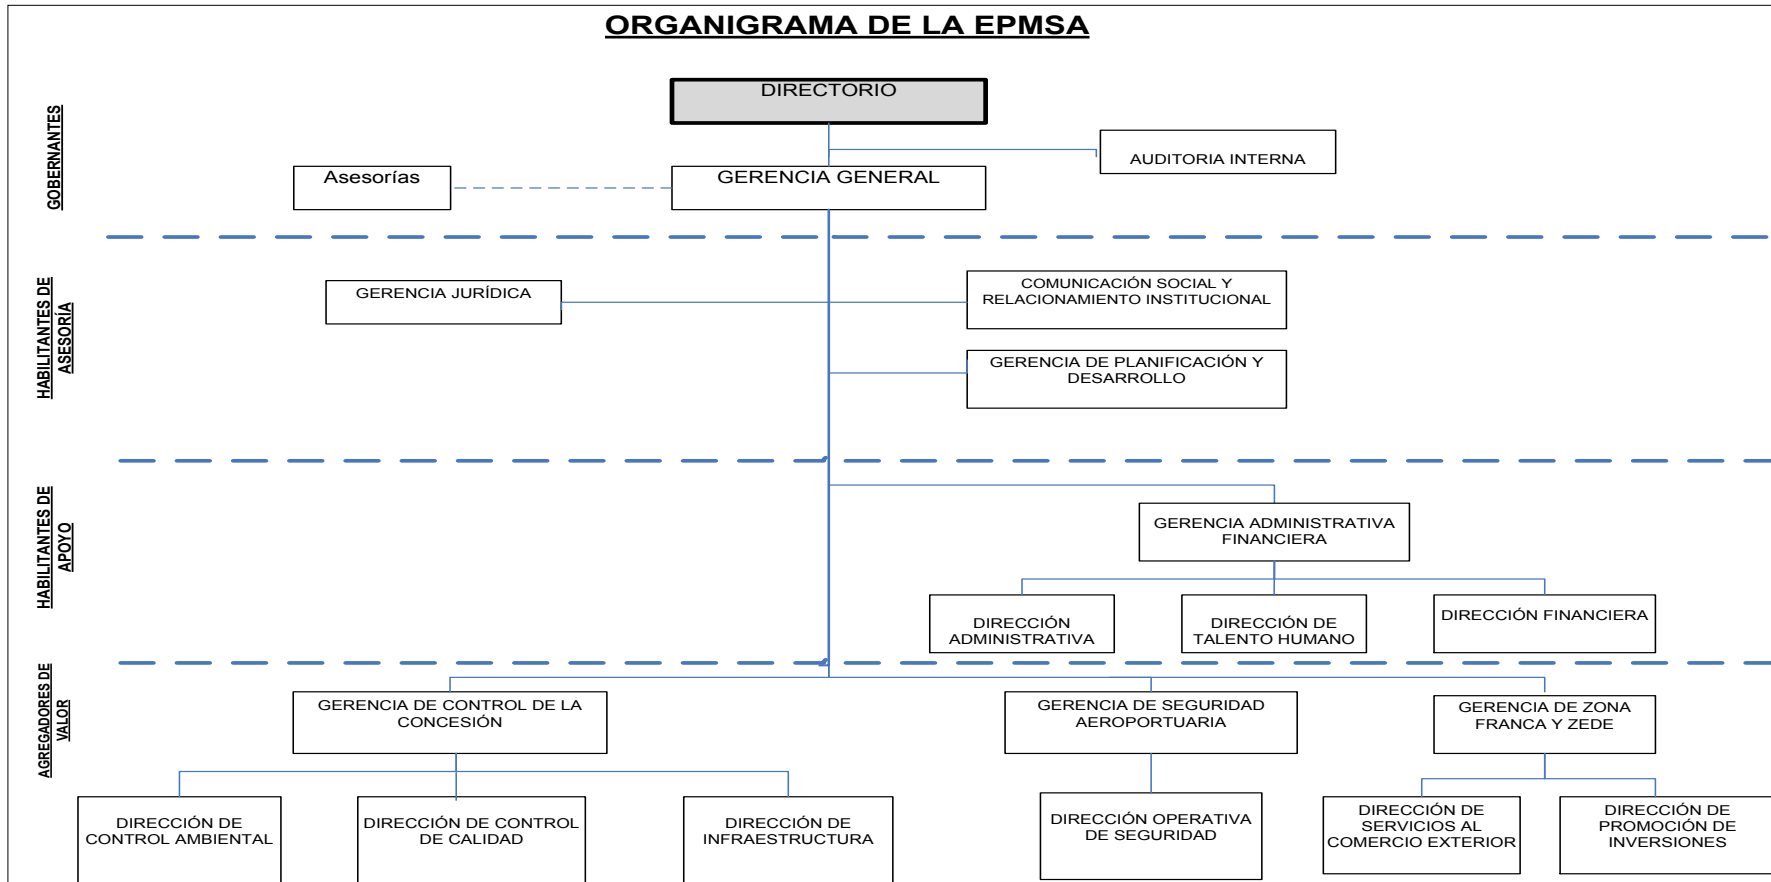 ORGANIGRAMA DE LA EPMSA
GOBERNANTES
DIRECTORIO
AUDITORIA INTERNA
Asesorías
GERENCIA GENERAL
HABILITANTES DE
ASESORÍA
GERENCIA JURÍDICA
COMUNICACIÓN SOCIAL Y
RELACIONAMIENTO INSTITUCIONAL
GERENCIA DE PLANIFICACIÓN Y
DESARROLLO
HABILITANTES DE
APOYO
GERENCIA ADMINISTRATIVA
FINANCIERA
DIRECCIÓN
ADMINISTRATIVA
DIRECCIÓN DE
TALENTO HUMANO
DIRECCIÓN FINANCIERA
AGREGADORES DE
VALOR
GERENCIA DE CONTROL DE LA
CONCESIÓN
GERENCIA DE SEGURIDAD
AEROPORTUARIA
GERENCIA DE ZONA
FRANCA Y ZEDE
DIRECCIÓN DE
CONTROL AMBIENTAL
DIRECCIÓN DE CONTROL
DE CALIDAD
DIRECCIÓN DE
INFRAESTRUCTURA
DIRECCIÓN OPERATIVA
DE SEGURIDAD
DIRECCIÓN DE
SERVICIOS AL
COMERCIO EXTERIOR
DIRECCIÓN DE
PROMOCIÓN DE
INVERSIONES